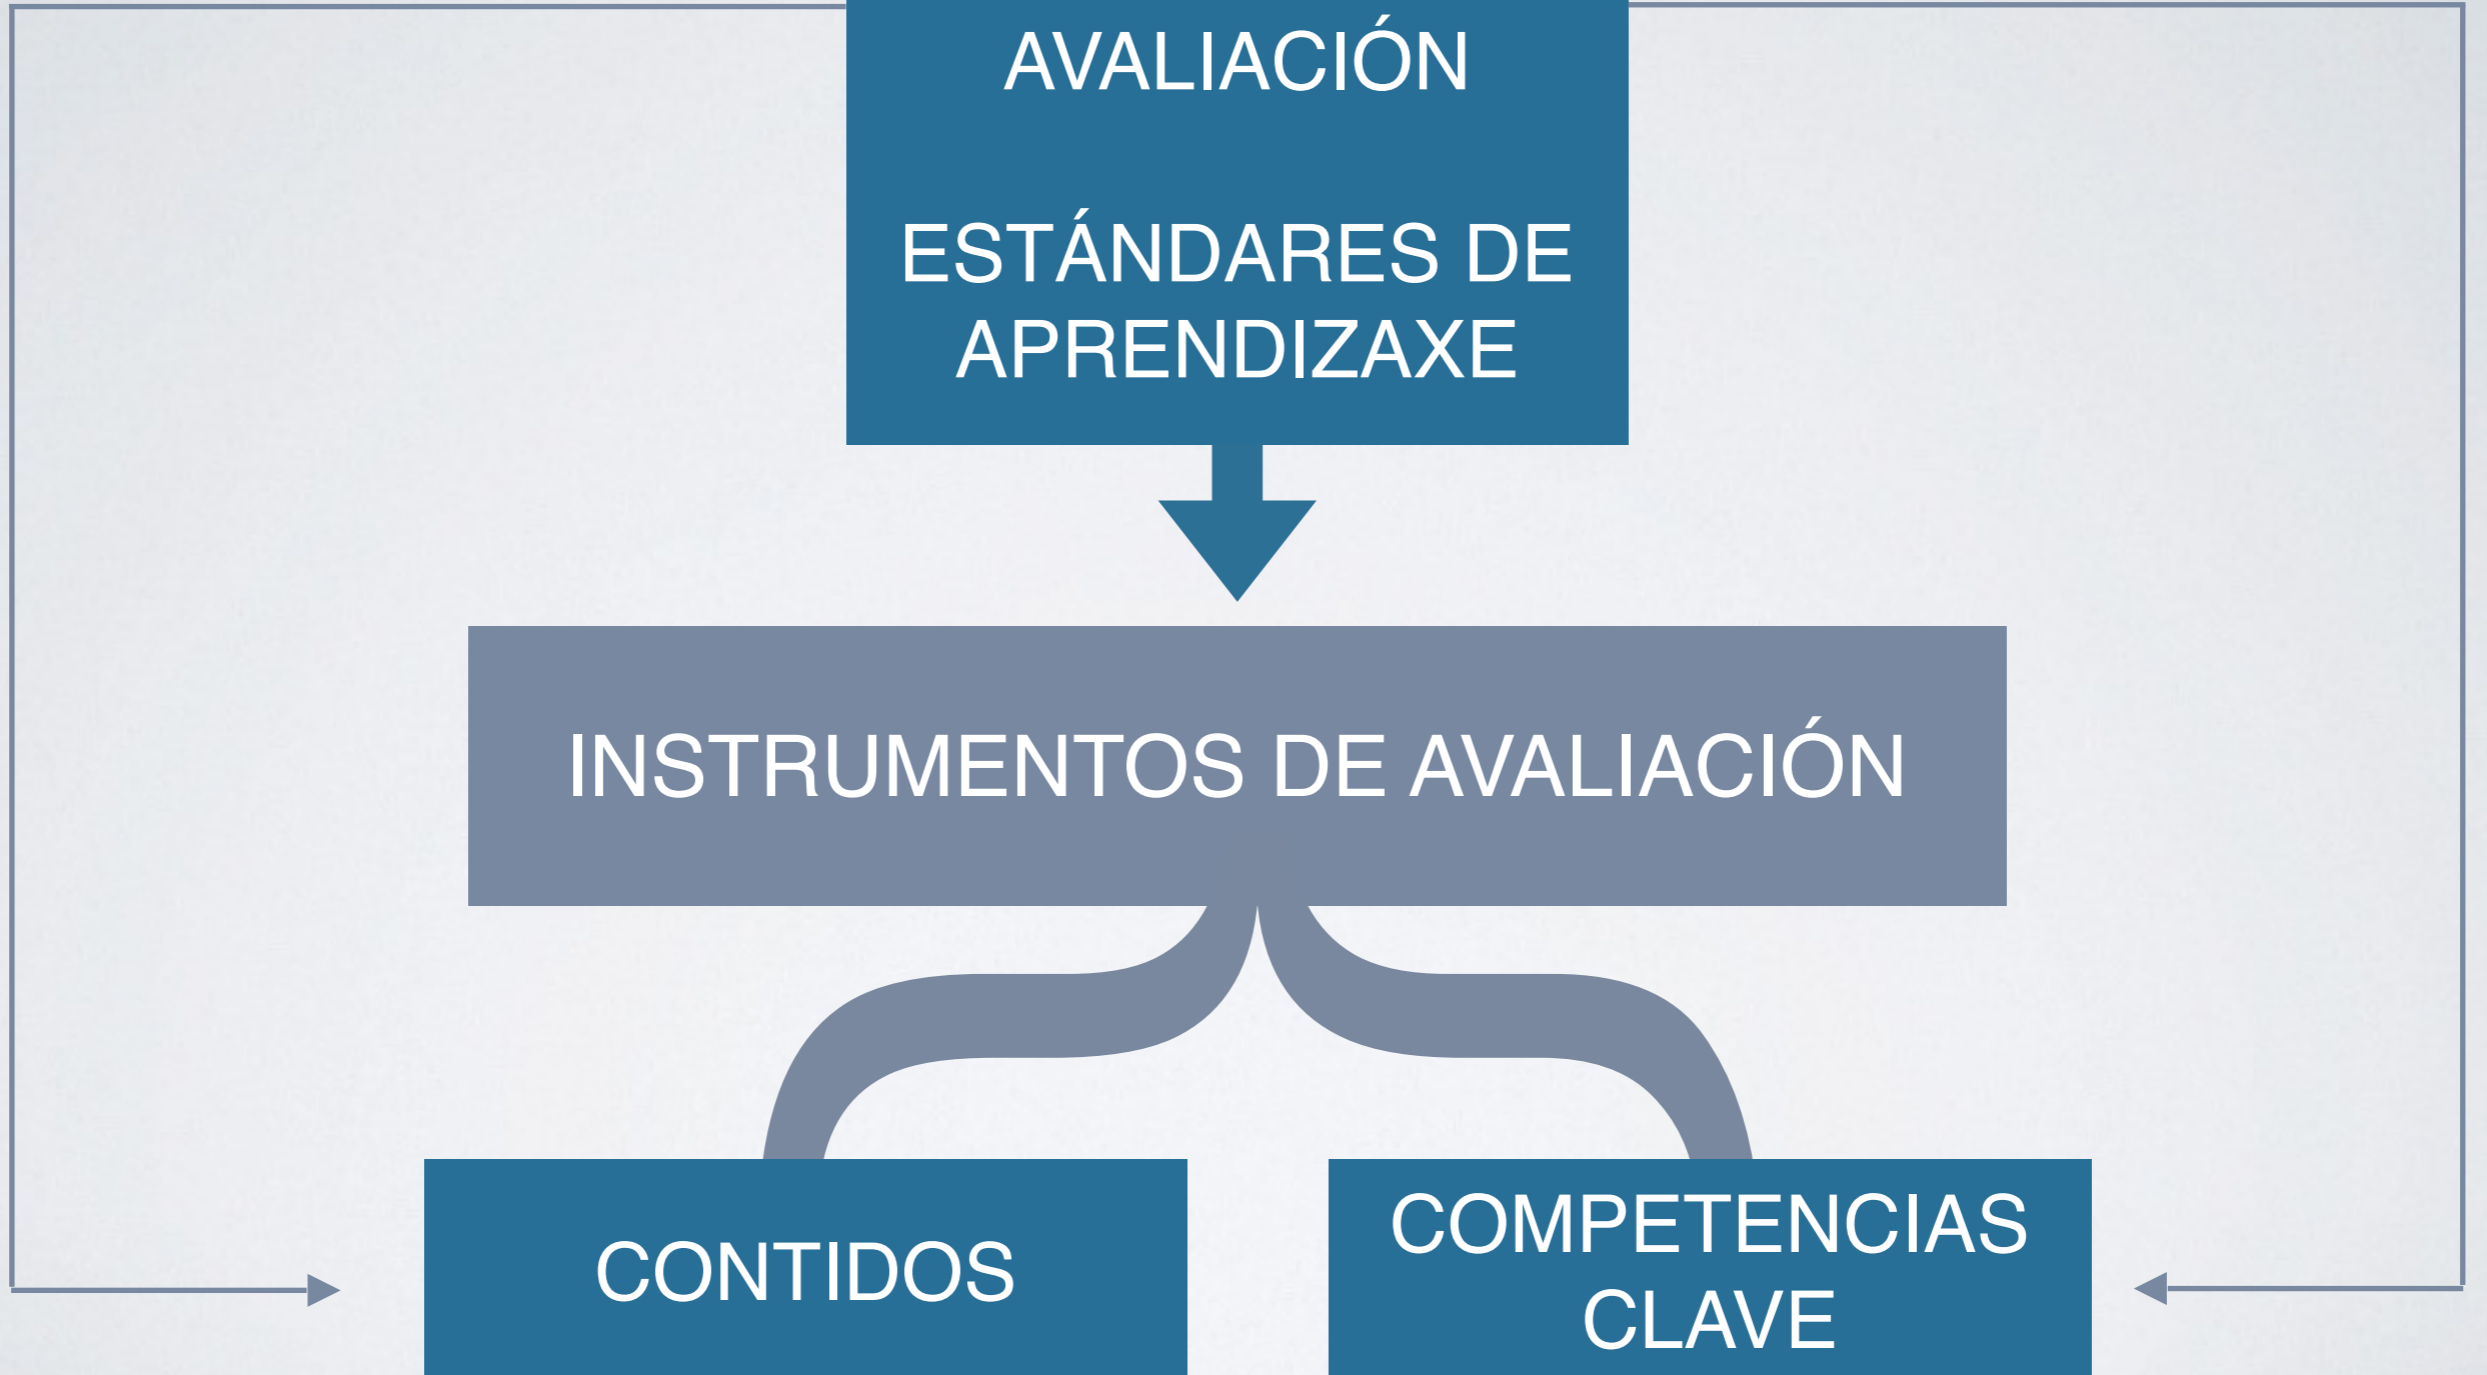 AVALIACIÓN
ESTÁNDARES DE
APRENDIZAXE
INSTRUMENTOS DE AVALIACIÓN
CONTIDOS
COMPETENCIAS
CLAVE